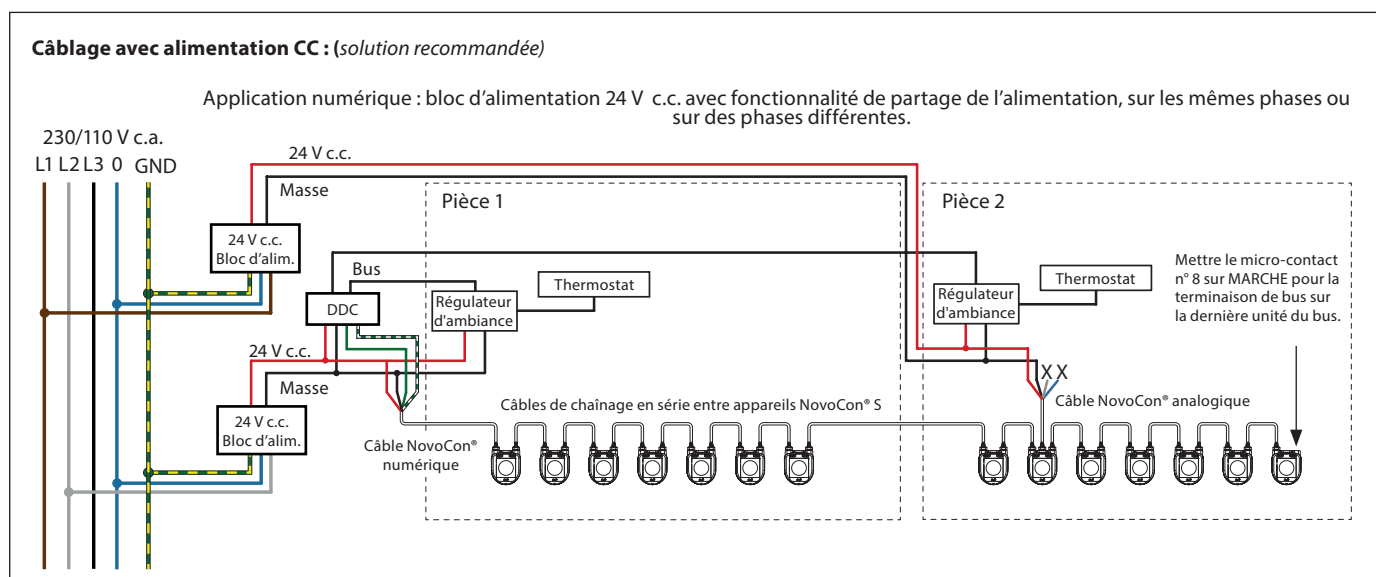 Câblage avec alimentation CC : (solution recommandée)
Application numérique : bloc d'alimentation 24 V c.c. avec fonctionnalité de partage de l'alimentation, sur les mêmes phases ou
sur des phases différentes.
230/110 V c.a.
L1 L2 L3 0 GND
24 V c.c.
Masse
Pièce 1
Pièce 2
24 V c.c.
Bloc d'alim.
Bus
DDC
Régulateur
d'ambiance
Thermostat
Régulateur
d'ambiance
Thermostat
Mettre le micro-contact
n° 8 sur MARCHE pour la
terminaison de bus sur
la dernière unité du bus.
24 V c.c.
Masse
24 V c.c.
Bloc d'alim.
X X
Câble NovoCon®
numérique
Câbles de chaînage en série entre appareils NovoCon® S
Câble NovoCon® analogique